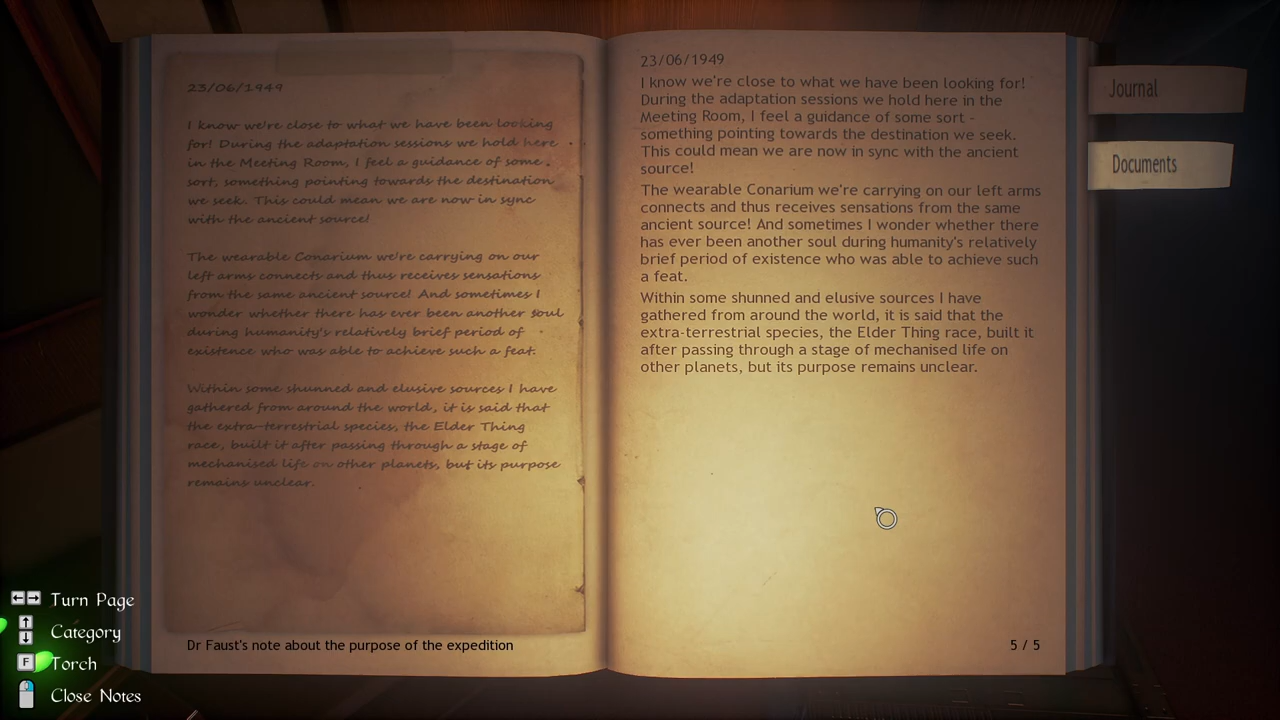 23/06/1949
I know we're close to what we have been looking
for! During the adaptation sessions we hold here
in the Meeting Room, I feel a guidance of some
sort, something pointing towards the destination
we seek. This could mean we are now in sync
with the ancient source!
The wearable Conarium we're carrying on our
left arms connects and thus receives sensations
from the same ancient source! And sometimes I
wonder whether there has ever been another soul
during humanity's relatively brief period of
existence who was able to achieve such a feat.
Within some shunned and elusive sources I have
gathered from around the world, it is said that
the extra-terrestrial species, the Elder Thing
race, built it after passing through a stage of
mechanised life on other planets, but its purpose
remains unclear.
Dr Faust's note about the purpose of the expedition
23/06/1949
I know we're close to what we have been looking for!
During the adaptation sessions we hold here in the
Meeting Room, I feel a guidance of some sort -
something pointing towards the destination we seek.
This could mean we are now in sync with the ancient
source!
The wearable Conarium we're carrying on our left arms
connects and thus receives sensations from the same
ancient source! And sometimes I wonder whether there
has ever been another soul during humanity's relatively
brief period of existence who was able to achieve such
a feat.
Within some shunned and elusive sources I have
gathered from around the world, it is said that the
extra-terrestrial species, the Elder Thing race, built it
after passing through a stage of mechanised life on
other planets, but its purpose remains unclear.
5 / 5
Journal
Documents
Turn Page
Category
F Torch
Close Notes